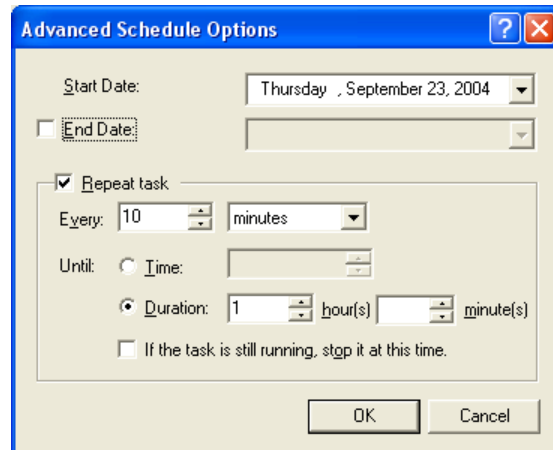 Advanced Schedule Options
Start Date: Thursday , September 23, 2004
End Date:
Repeat task
Every: 10 minutes
Until: Time:
Duration: 1 hour(s) minute(s)
If the task is still running, stop it at this time.
OK Cancel